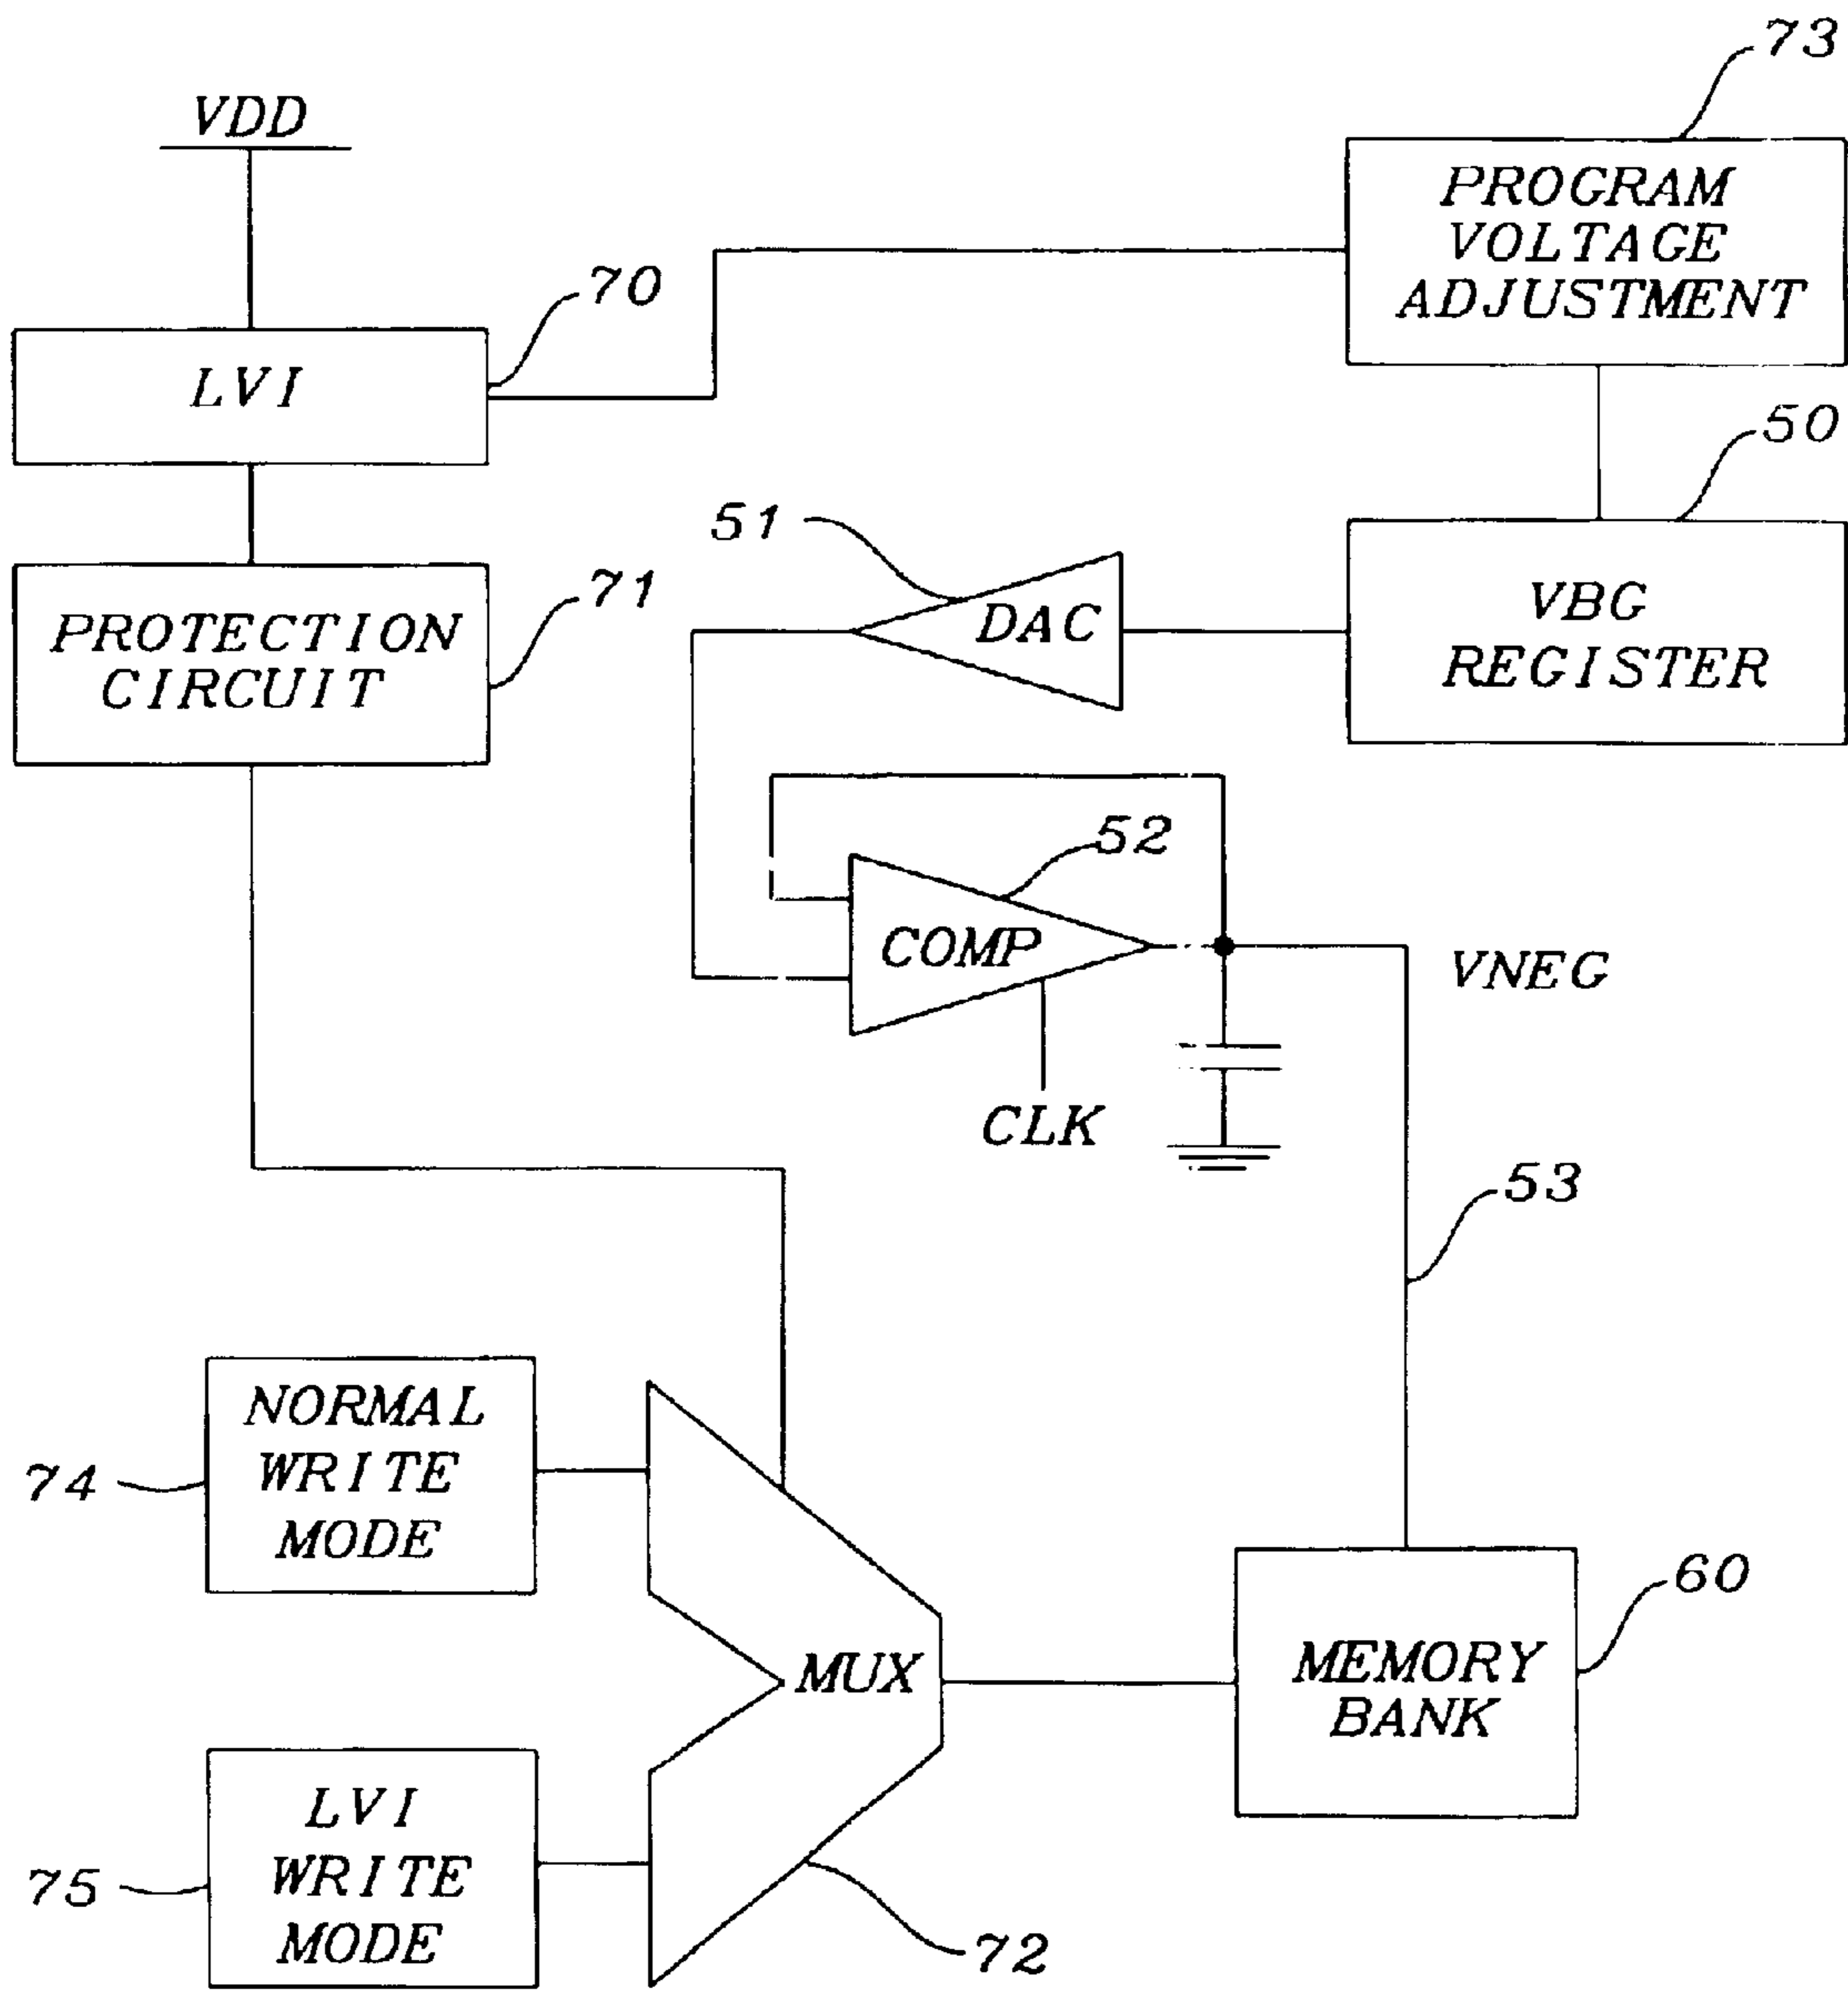 73
VDD
PROGRAM
VOLTAGE
ADJUSTMENT
70
LVI
50
51
DAC
VBG
REGISTER
71
PROTECTION
CIRCUIT
52
COMP
VNEG
CLK
53
NORMAL
WRITE
MODE
74
60
MUX
MEMORY
BANK
LVI
WRITE
MODE
75
72